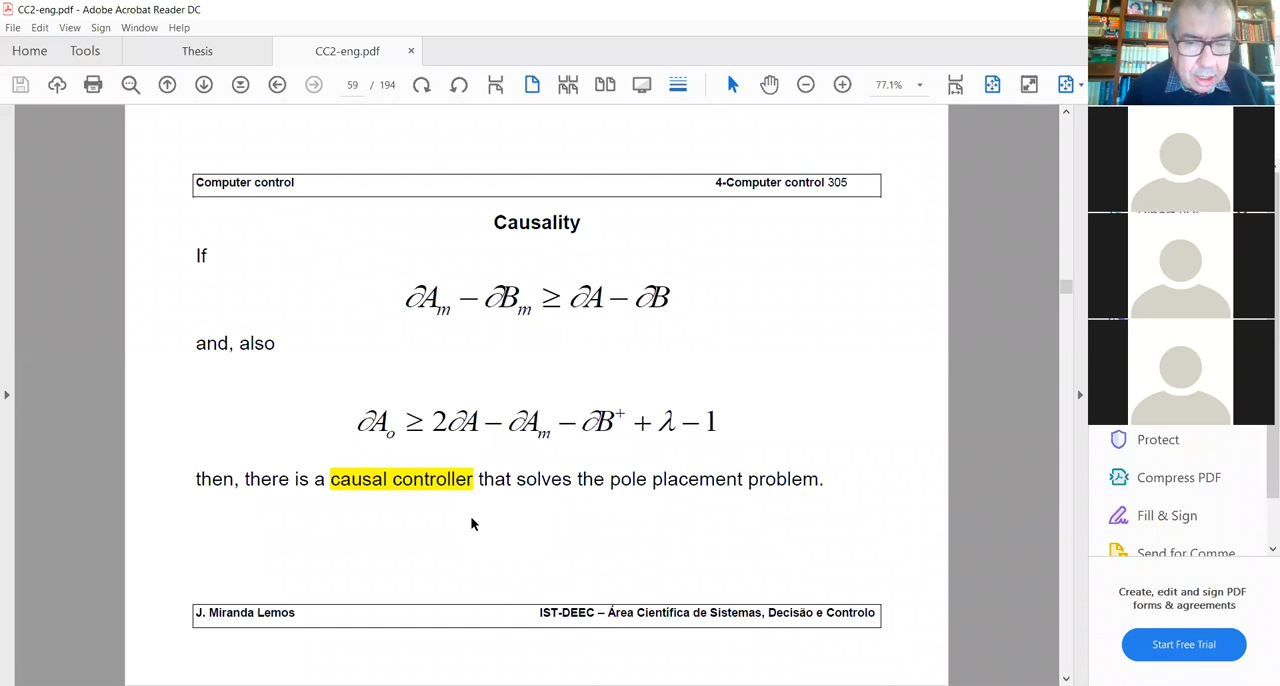 CC2-eng.pdf - Adobe Acrobat Reader DC
File Edit View Sign Window Help
Home Tools Thesis CC2-eng.pdf ×
59 / 194 77.1%
Computer control 4-Computer control 305
Causality
If
∂A_m − ∂B_m ≥ ∂A − ∂B
and, also
∂A_o ≥ 2∂A − ∂A_m − ∂B⁺ + λ − 1
then, there is a causal controller that solves the pole placement problem.
J. Miranda Lemos IST-DEEC – Área Científica de Sistemas, Decisão e Controlo
Protect
Compress PDF
Fill & Sign
Send for Comme
Create, edit and sign PDF
forms & agreements
Start Free Trial